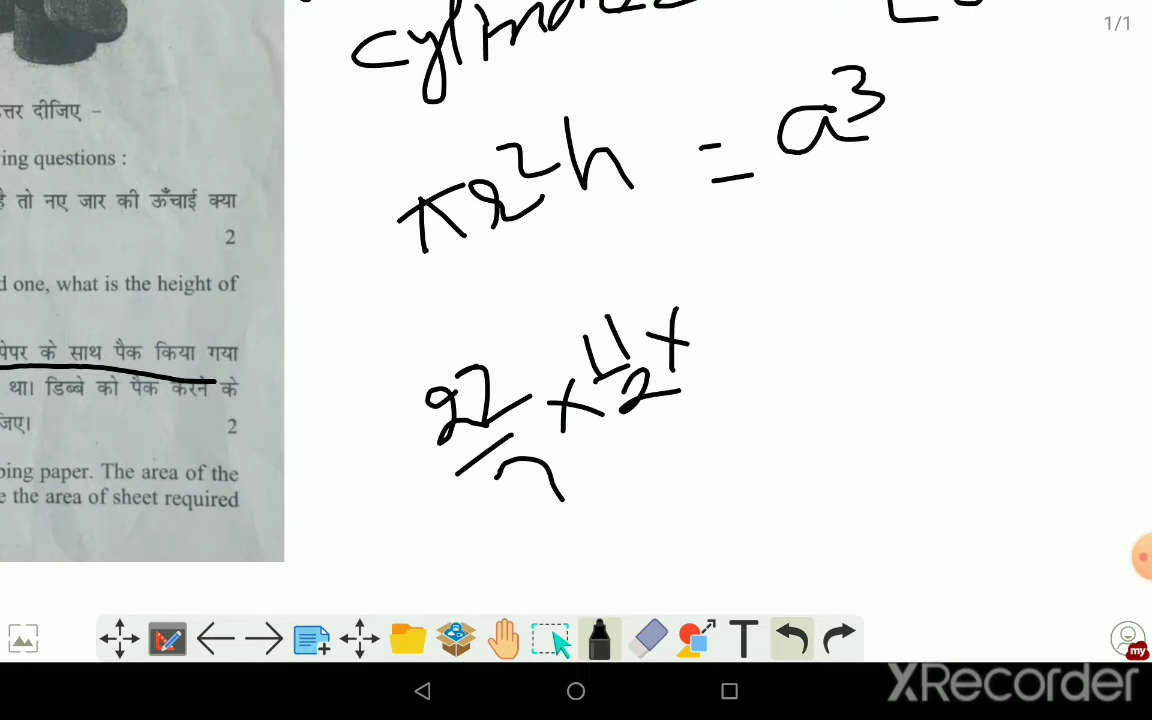 1/1
πr²h = a³
त्तर दीजिए –
ing questions :
है तो नए जार की ऊँचाई क्या
2
d one, what is the height of
पेपर के साथ पैक किया गया
था। डिब्बे को पैक करने के
जिए।
2
ping paper. The area of the
e the area of sheet required
22/7 × 11/2 ×
T
my
XRecorder